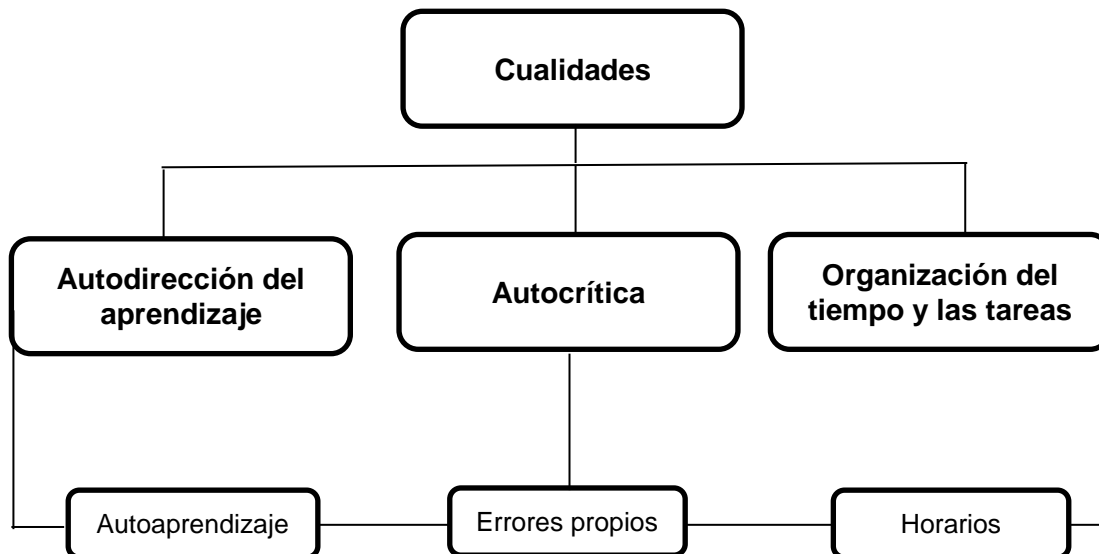 Cualidades
Autodirección del
aprendizaje
Autocrítica
Organización del
tiempo y las tareas
Autoaprendizaje
Errores propios
Horarios